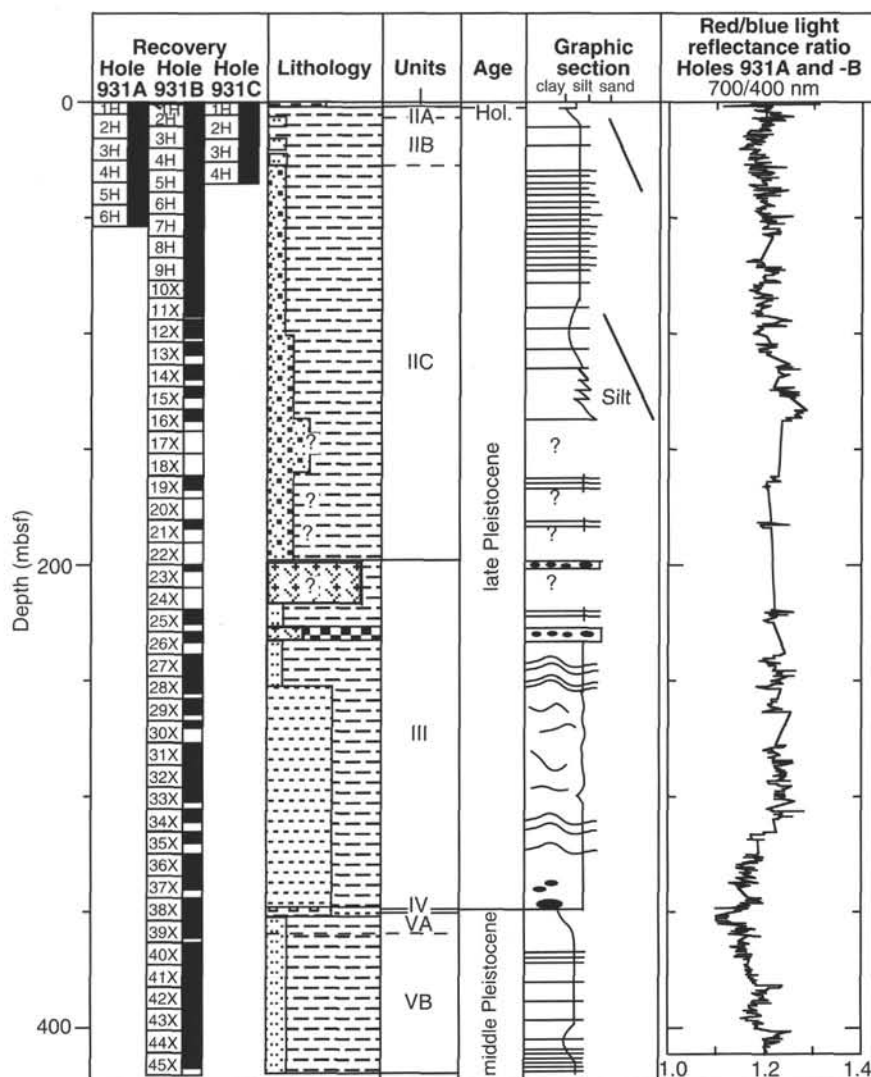 Recovery
Hole Hole Hole
931A 931B 931C
Lithology
Units
Age
Graphic
section
clay silt sand
Red/blue light
reflectance ratio
Holes 931A and -B
700/400 nm
Depth (mbsf)
0
200
400
1H
2H
3H
4H
5H
6H
1H
2H
3H
4H
5H
6H
7H
8H
9H
10X
11X
12X
13X
14X
15X
16X
17X
18X
19X
20X
21X
22X
23X
24X
25X
26X
27X
28X
29X
30X
31X
32X
33X
34X
35X
36X
37X
38X
39X
40X
41X
42X
43X
44X
45X
1H
2H
3H
4H
?
?
?
?
IIA
IIB
IIC
III
IV
VA
VB
Hol.
late Pleistocene
middle Pleistocene
Silt
?
?
?
?
1.0 1.2 1.4